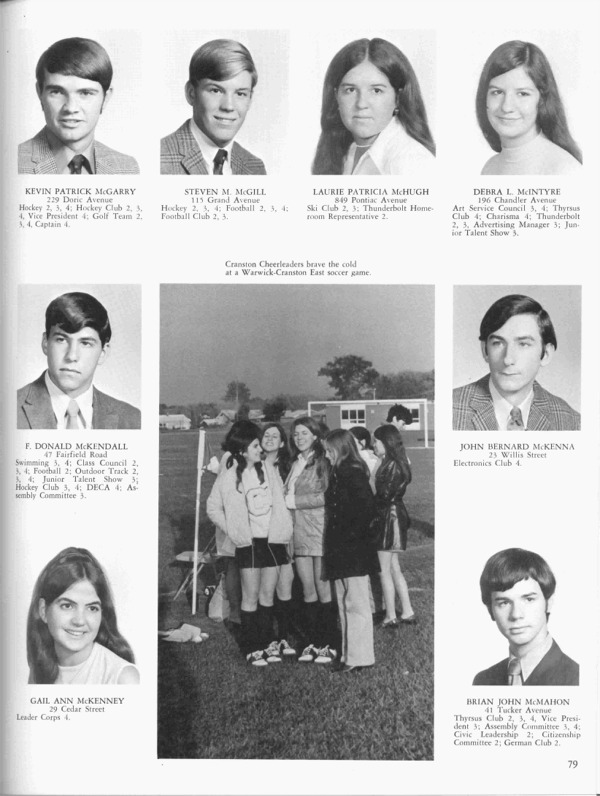 KEVIN PATRICK McGARRY
229 Doric Avenue
Hockey 2, 3, 4; Hockey Club 2, 3,
4, Vice President 4; Golf Team 2,
3, 4, Captain 4.
STEVEN M. McGILL
115 Grand Avenue
Hockey 2, 3, 4; Football 2, 3, 4;
Football Club 2, 3.
LAURIE PATRICIA McHUGH
849 Pontiac Avenue
Ski Club 2, 3; Thunderbolt Home-
room Representative 2.
DEBRA L. McINTYRE
196 Chandler Avenue
Art Service Council 3, 4; Thyrsus
Club 4; Charisma 4; Thunderbolt
2, 3, Advertising Manager 3; Jun-
ior Talent Show 3.
Cranston Cheerleaders brave the cold
at a Warwick-Cranston East soccer game.
F. DONALD McKENDALL
47 Fairfield Road
Swimming 3, 4; Class Council 2,
3, 4; Football 2; Outdoor Track 2,
3, 4; Junior Talent Show 3;
Hockey Club 3, 4; DECA 4; As-
sembly Committee 3.
JOHN BERNARD McKENNA
23 Willis Street
Electronics Club 4.
GAIL ANN McKENNEY
29 Cedar Street
Leader Corps 4.
BRIAN JOHN McMAHON
41 Tucker Avenue
Thyrsus Club 2, 3, 4, Vice Presi-
dent 3; Assembly Committee 3, 4;
Civic Leadership 2; Citizenship
Committee 2; German Club 2.
79